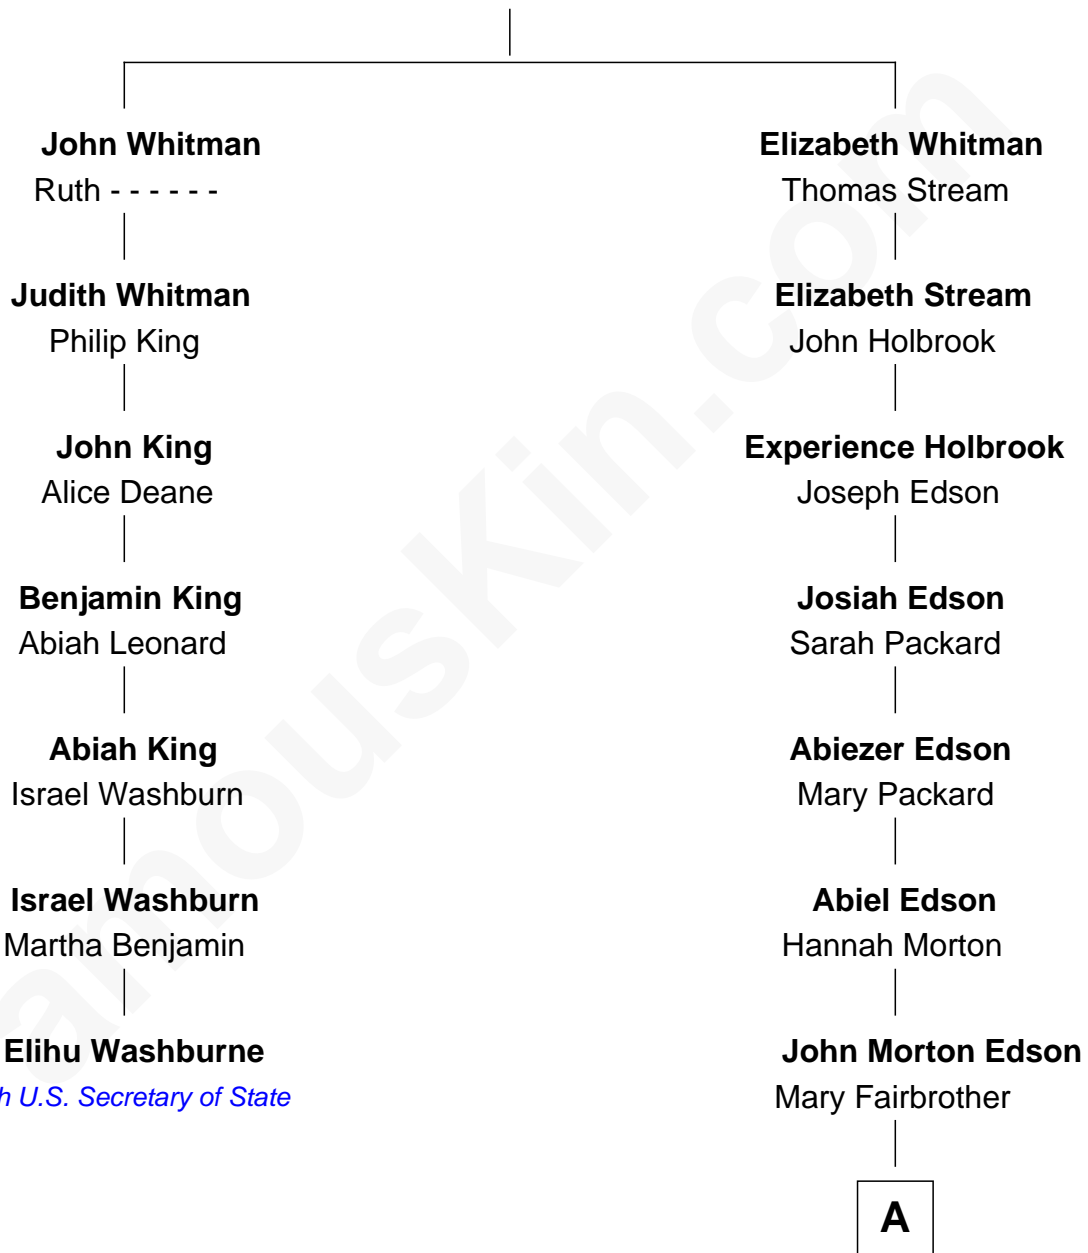 John Whitman
Ruth - - - - - -
Judith Whitman
Philip King
John King
Alice Deane
Benjamin King
Abiah Leonard
Abiah King
Israel Washburn
Israel Washburn
Martha Benjamin
Elihu Washburne
h U.S. Secretary of State
Elizabeth Whitman
Thomas Stream
Elizabeth Stream
John Holbrook
Experience Holbrook
Joseph Edson
Josiah Edson
Sarah Packard
Abiezer Edson
Mary Packard
Abiel Edson
Hannah Morton
John Morton Edson
Mary Fairbrother
A
amouskin.com